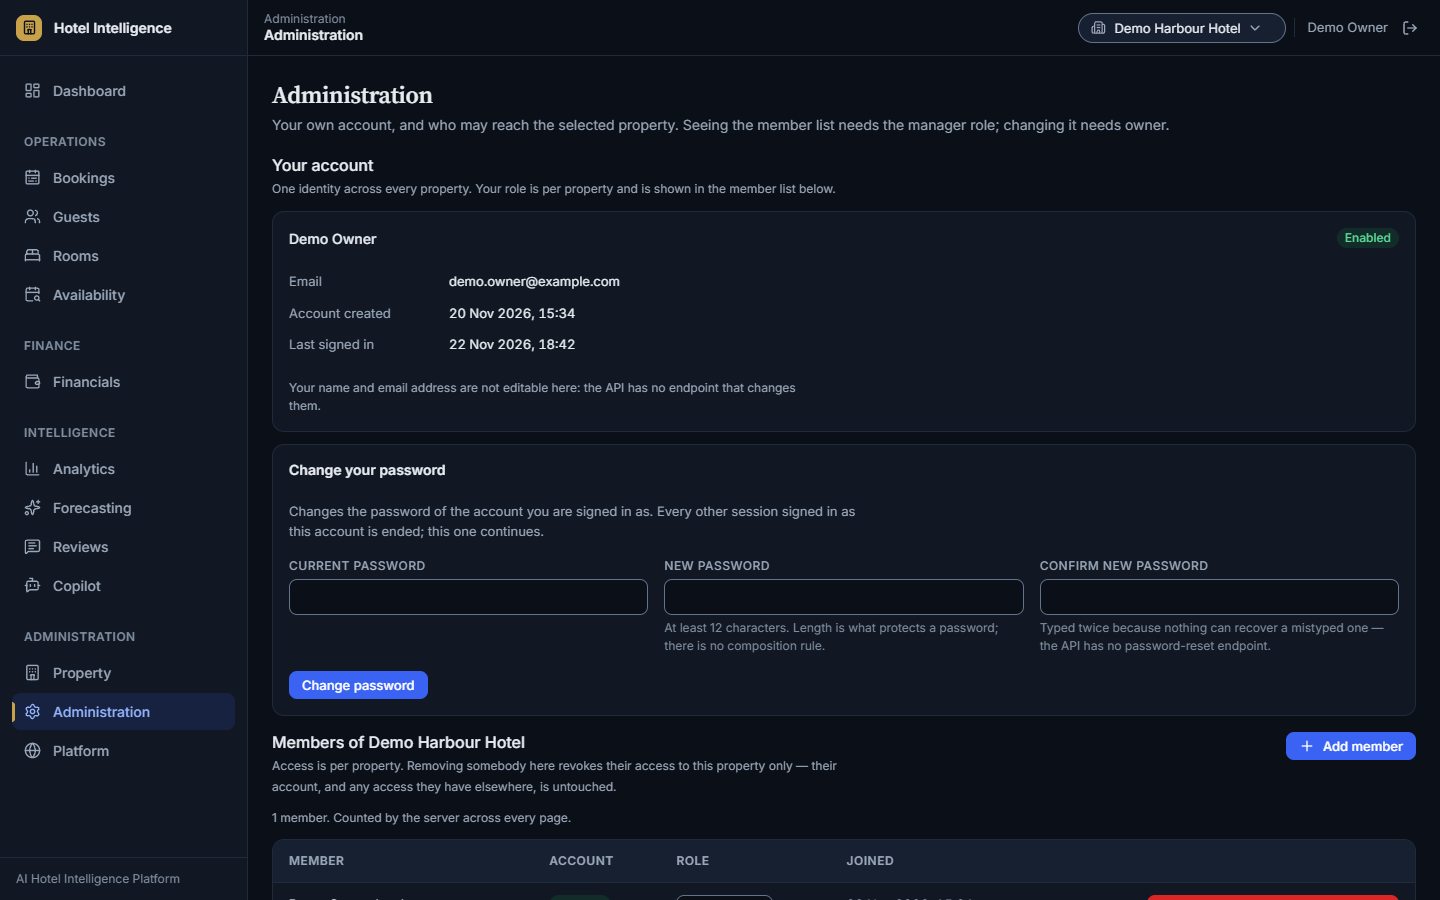 Hotel Intelligence
Administration
Administration
Demo Harbour Hotel
Demo Owner
Dashboard
OPERATIONS
Bookings
Guests
Rooms
Availability
FINANCE
Financials
INTELLIGENCE
Analytics
Forecasting
Reviews
Copilot
ADMINISTRATION
Property
Administration
Platform
AI Hotel Intelligence Platform
Administration
Your own account, and who may reach the selected property. Seeing the member list needs the manager role; changing it needs owner.
Your account
One identity across every property. Your role is per property and is shown in the member list below.
Demo Owner
Enabled
Email demo.owner@example.com
Account created 20 Nov 2026, 15:34
Last signed in 22 Nov 2026, 18:42
Your name and email address are not editable here: the API has no endpoint that changes
them.
Change your password
Changes the password of the account you are signed in as. Every other session signed in as
this account is ended; this one continues.
CURRENT PASSWORD
NEW PASSWORD
At least 12 characters. Length is what protects a password;
there is no composition rule.
CONFIRM NEW PASSWORD
Typed twice because nothing can recover a mistyped one —
the API has no password-reset endpoint.
Change password
Members of Demo Harbour Hotel
Access is per property. Removing somebody here revokes their access to this property only — their
account, and any access they have elsewhere, is untouched.
Add member
1 member. Counted by the server across every page.
MEMBER ACCOUNT ROLE JOINED